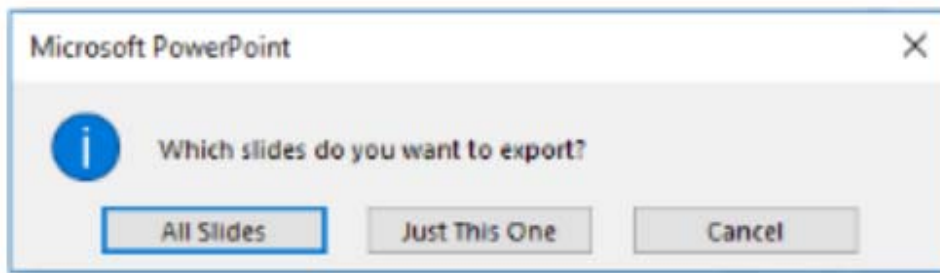 Microsoft PowerPoint
Which slides do you want to export?
All Slides Just This One Cancel